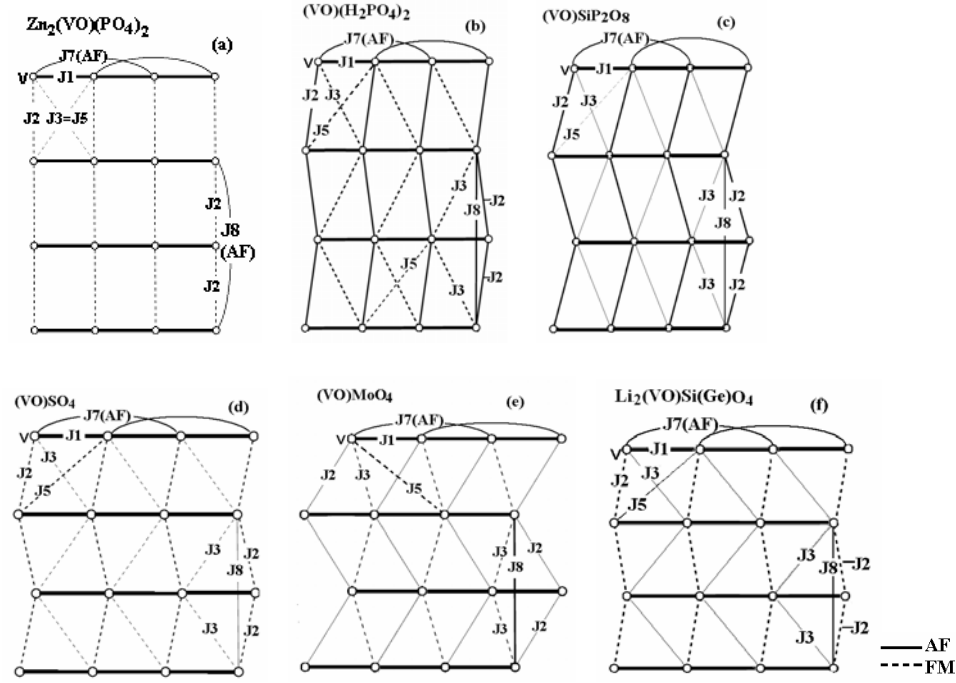 Zn2(VO)(PO4)2
(a)
J7(AF)
V J1
J2 J3=J5
J2
J8
(AF)
J2
(VO)(H2PO4)2
(b)
J7(AF)
V J1
J2 J3
J5
J3
J2
J8
J5
J3
J2
(VO)SiP2O8
(c)
J7(AF)
V J1
J2 J3
J5
J3 J2
J8
J3 J2
(VO)SO4
(d)
J7(AF)
V J1
J3
J2
J5
J3 J2
J8
J3 J2
(VO)MoO4
(e)
J7(AF)
V J1
J2 J3
J5
J3 J2
J8
J3 J2
Li2(VO)Si(Ge)O4
(f)
J7(AF)
V J1
J3
J2
J5
J3
J2
J8
J3 J2
AF
FM